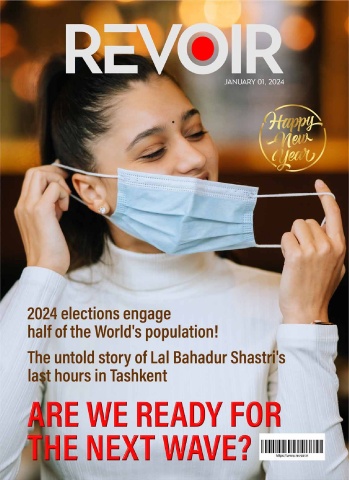 REVOIR
JANUARY 01, 2024
Happy
New
Year
2024 elections engage
half of the World's population!
The untold story of Lal Bahadur Shastri's
last hours in Tashkent
ARE WE READY FOR
THE NEXT WAVE?